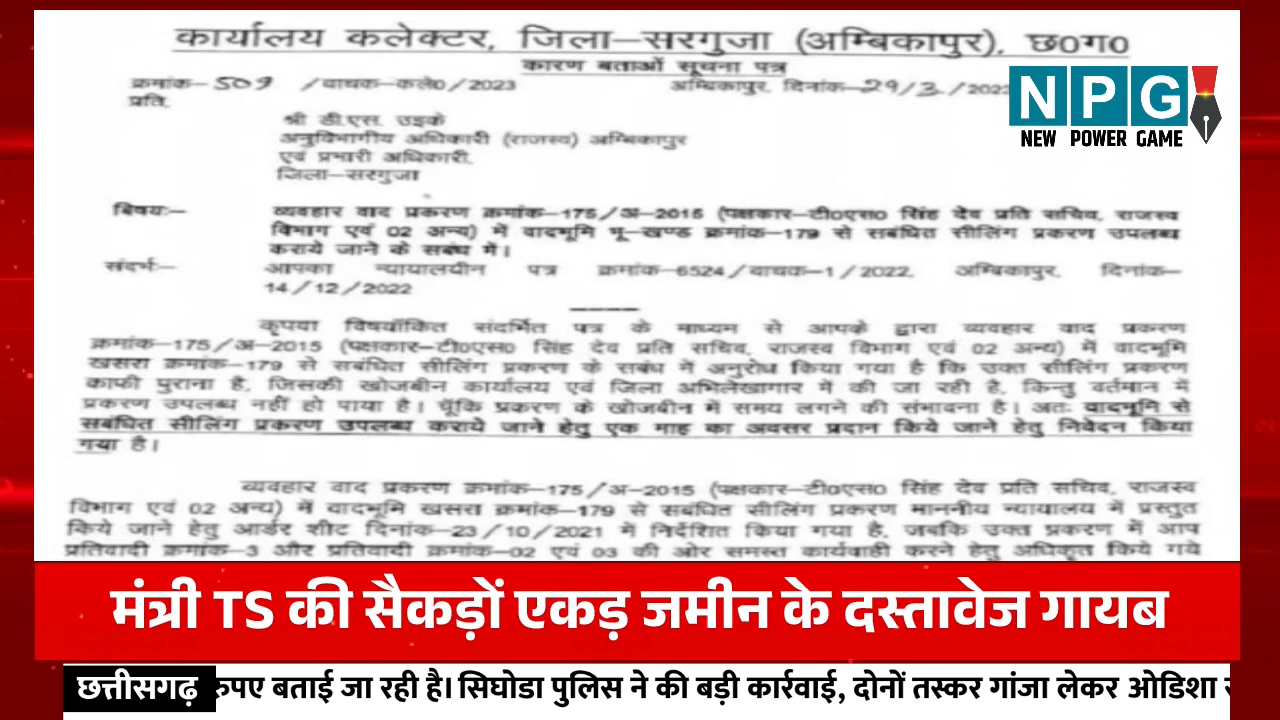 कार्यालय कलेक्टर, जिला–सरगुजा (अम्बिकापुर), छ0ग0
कारण बताओं सूचना पत्र
क्रमांक–509 /वाचक–कले0/2023 अम्बिकापुर, दिनांक–29/3/2023
प्रति,
श्री डी.एस. उइके
अनुविभागीय अधिकारी (राजस्व) अम्बिकापुर
एवं प्रभारी अधिकारी,
जिला–सरगुजा
NPG
NEW POWER GAME
बिषयः– व्यवहार वाद प्रकरण क्रमांक–175/अ–2015 (पक्षकार–टी0एस0 सिंह देव प्रति सचिव, राजस्व
विभाग एवं 02 अन्य) में वादभूमि भू–खण्ड क्रमांक–179 से सबंधित सीलिंग प्रकरण उपलब्ध
कराये जाने के सबंध में।
संदर्भः– आपका न्यायालयीन पत्र क्रमांक–6524/वाचक–1/2022, अम्बिकापुर, दिनांक–
14/12/2022
कृपया विषयॉकित संदर्भित पत्र के माध्यम से आपके द्वारा व्यवहार वाद प्रकरण
क्रमांक–175/अ–2015 (पक्षकार–टी0एस0 सिंह देव प्रति सचिव, राजस्व विभाग एवं 02 अन्य) में वादभूमि
खसरा क्रमांक–179 से सबंधित सीलिंग प्रकरण के सबंध में अनुरोध किया गया है कि उक्त सीलिंग प्रकरण
काफी पुराना है, जिसकी खोजबीन कार्यालय एवं जिला अभिलेखागार में की जा रही है, किन्तु वर्तमान में
प्रकरण उपलब्ध नहीं हो पाया है। चूंकि प्रकरण के खोजबीन में समय लगने की संभावना है। अतः वादभूमि से
सबंधित सीलिंग प्रकरण उपलब्ध कराये जाने हेतु एक माह का अवसर प्रदान किये जाने हेतु निवेदन किया
गया है।
व्यवहार वाद प्रकरण क्रमांक–175/अ–2015 (पक्षकार–टी0एस0 सिंह देव प्रति सचिव, राजस्व
विभाग एवं 02 अन्य) में वादभूमि खसरा क्रमांक–179 से सबंधित सीलिंग प्रकरण माननीय न्यायालय में प्रस्तुत
किये जाने हेतु आर्डर शीट दिनांक–23/10/2021 में निर्देशित किया गया है, जबकि उक्त प्रकरण में आप
प्रतिवादी क्रमांक–3 और प्रतिवादी क्रमांक–02 एवं 03 की ओर समस्त कार्यवाही करने हेतु अधिकृत किये गये
मंत्री TS की सैकड़ों एकड़ जमीन के दस्तावेज गायब
छत्तीसगढ़ रुपए बताई जा रही है। सिघोडा पुलिस ने की बड़ी कार्रवाई, दोनों तस्कर गांजा लेकर ओडिशा